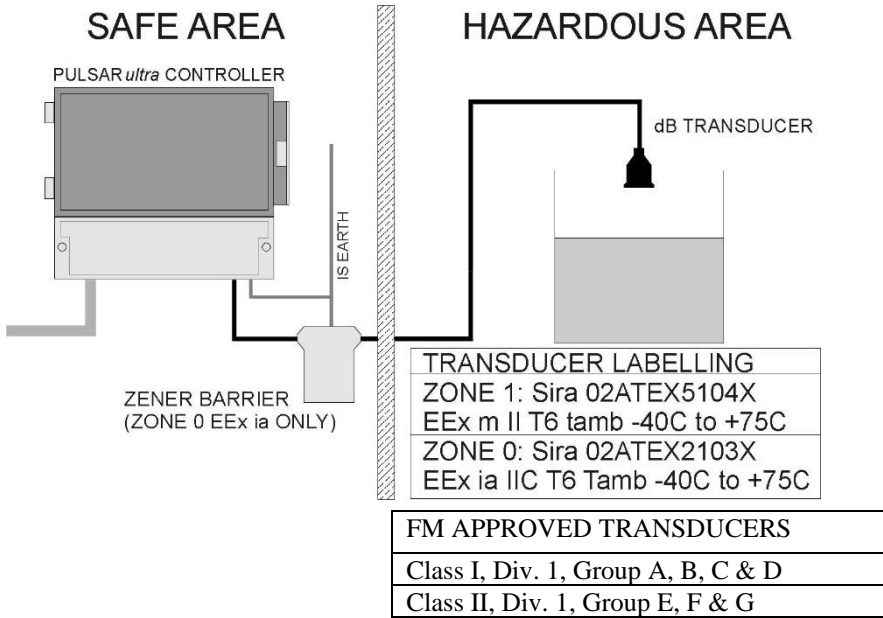 SAFE AREA
HAZARDOUS AREA
PULSAR ultra CONTROLLER
dB TRANSDUCER
IS EARTH
ZENER BARRIER
(ZONE 0 EEx ia ONLY)
TRANSDUCER LABELLING
ZONE 1: Sira 02ATEX5104X
EEx m II T6 tamb -40C to +75C
ZONE 0: Sira 02ATEX2103X
EEx ia IIC T6 Tamb -40C to +75C
FM APPROVED TRANSDUCERS
Class I, Div. 1, Group A, B, C & D
Class II, Div. 1, Group E, F & G